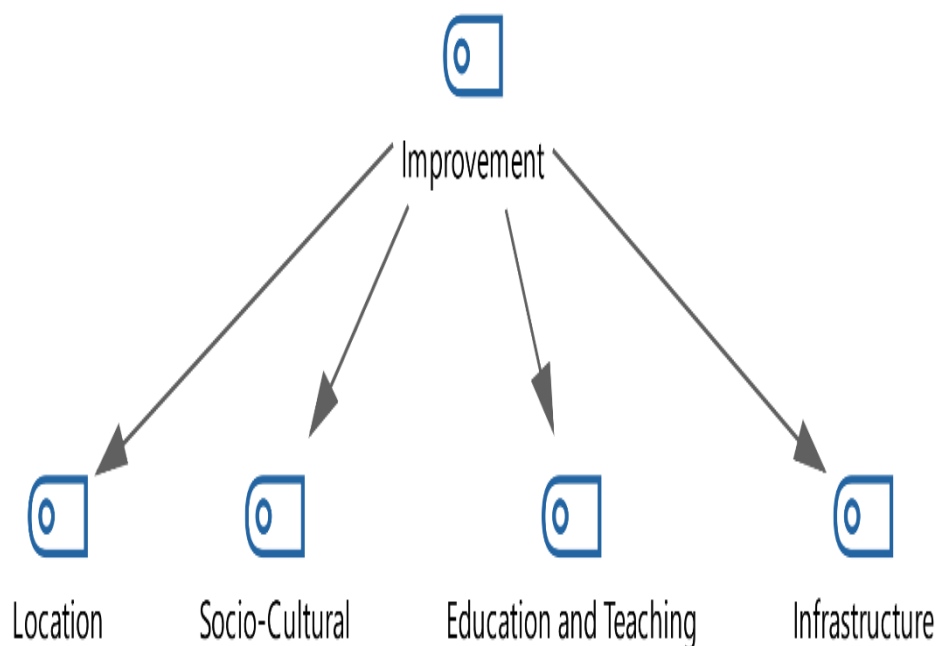 Improvement
Location
Socio-Cultural
Education and Teaching
Infrastructure